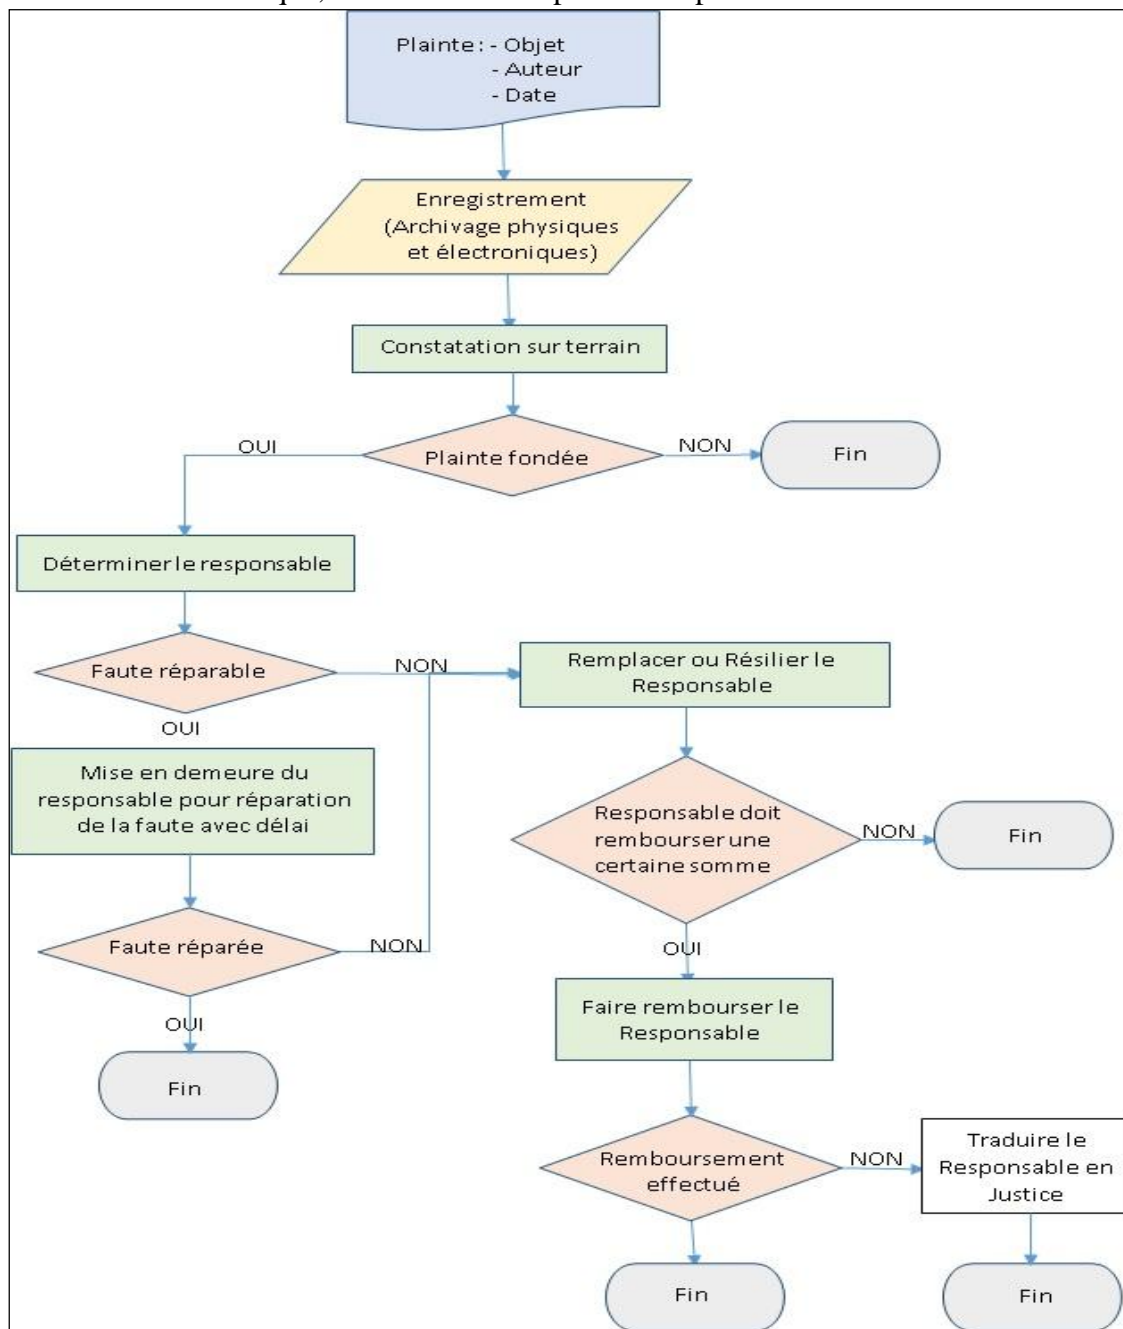 Plainte : - Objet
- Auteur
- Date
Enregistrement
(Archivage physiques
et électroniques)
Constatation sur terrain
OUI
Plainte fondée
NON
Fin
Déterminer le responsable
Faute réparable
NON
Remplacer ou Résilier le
Responsable
OUI
Mise en demeure du
responsable pour réparation
de la faute avec délai
Responsable doit
rembourser une
certaine somme
NON
Fin
Faute réparée
NON
OUI
OUI
Fin
Faire rembourser le
Responsable
Remboursement
effectué
NON
Traduire le
Responsable en
Justice
Fin
Fin